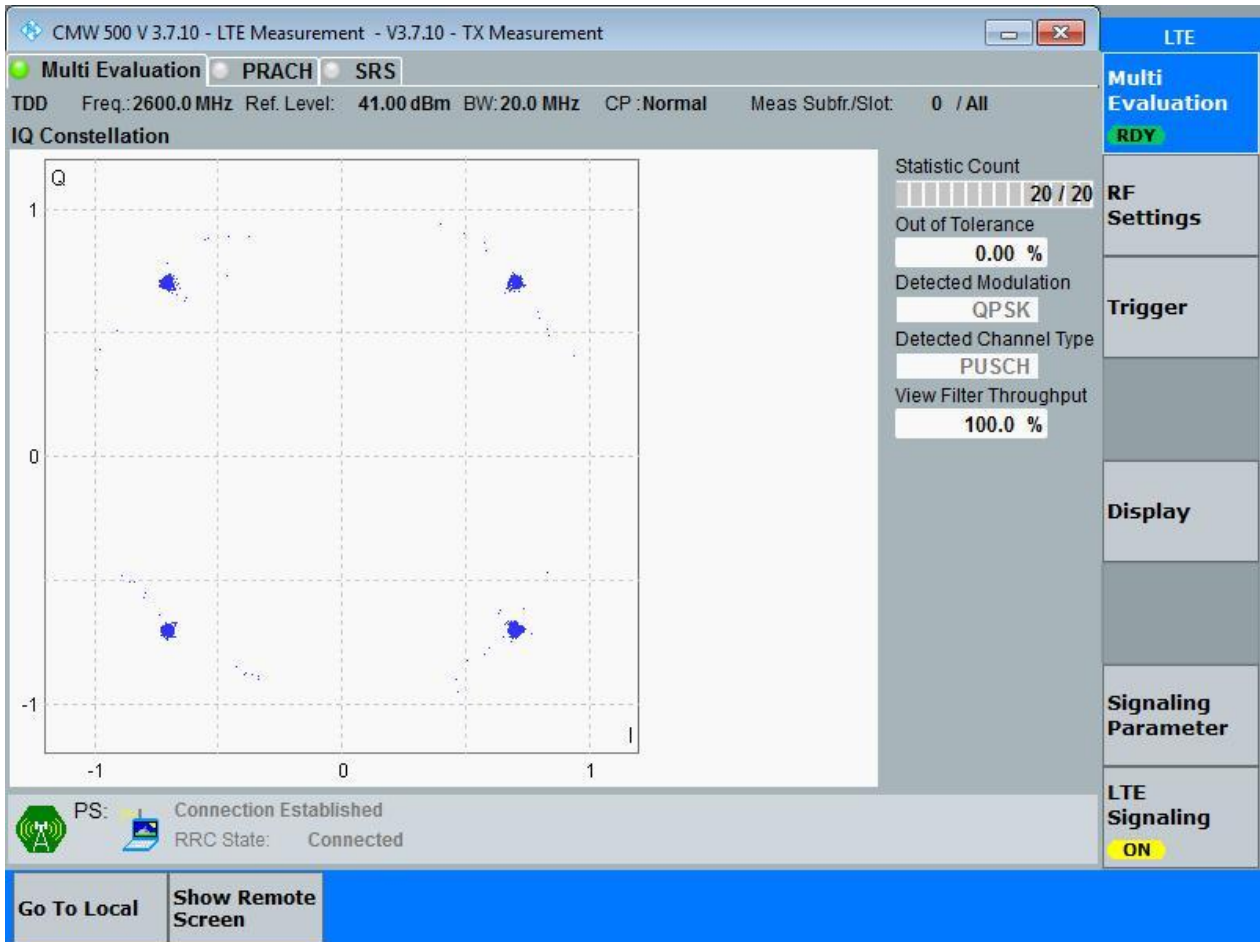 CMW 500 V 3.7.10 - LTE Measurement - V3.7.10 - TX Measurement
LTE
Multi Evaluation PRACH SRS
TDD Freq.: 2600.0 MHz Ref. Level: 41.00 dBm BW: 20.0 MHz CP : Normal Meas Subfr./Slot: 0 / All
IQ Constellation
Q
1
0
-1
I
-1 0 1
Statistic Count
20 / 20
Out of Tolerance
0.00 %
Detected Modulation
QPSK
Detected Channel Type
PUSCH
View Filter Throughput
100.0 %
Multi
Evaluation
RDY
RF
Settings
Trigger
Display
Signaling
Parameter
LTE
Signaling
ON
PS: Connection Established
RRC State: Connected
Go To Local
Show Remote
Screen